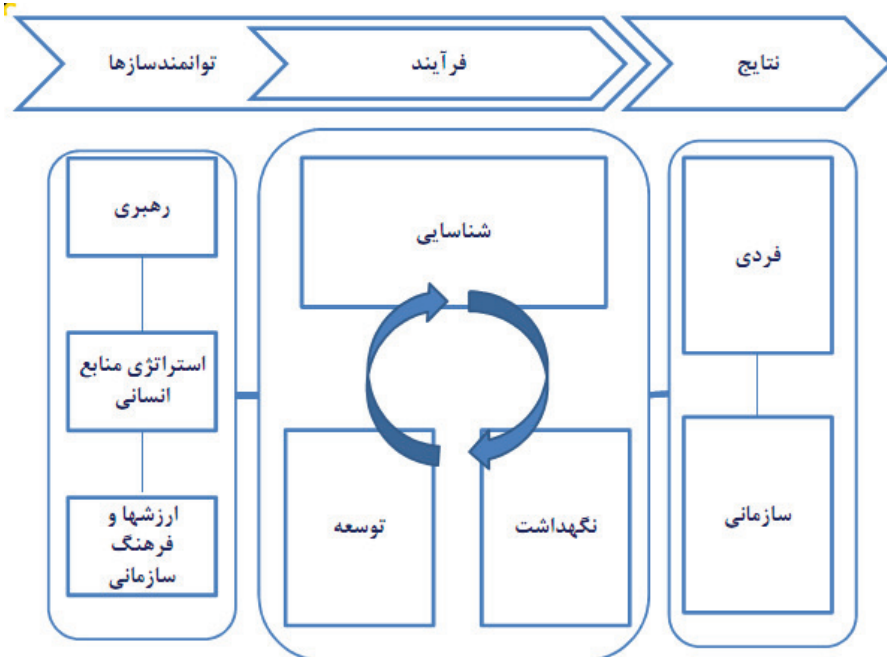 توانمندسازها
فرآیند
نتایج
رهبری
استراتژی منابع
انسانی
ارزشها و
فرهنگ
سازمانی
شناسایی
توسعه
نگهداشت
فردی
سازمانی